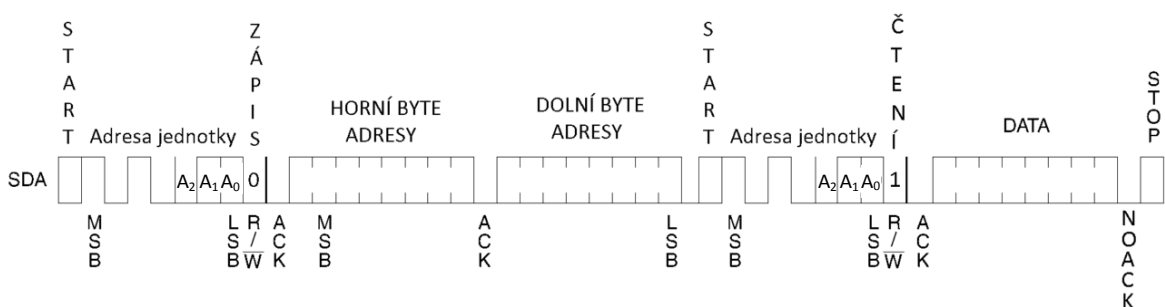 START
ZÁPIS
START
ČTENÍ
STOP
Adresa jednotky
HORNÍ BYTE
ADRESY
DOLNÍ BYTE
ADRESY
Adresa jednotky
DATA
SDA
A₂ A₁ A₀ 0
A₂ A₁ A₀ 1
MSB
LSB
R/W̅
ACK
MSB
ACK
LSB
MSB
LSB
R/W̅
ACK
NOACK